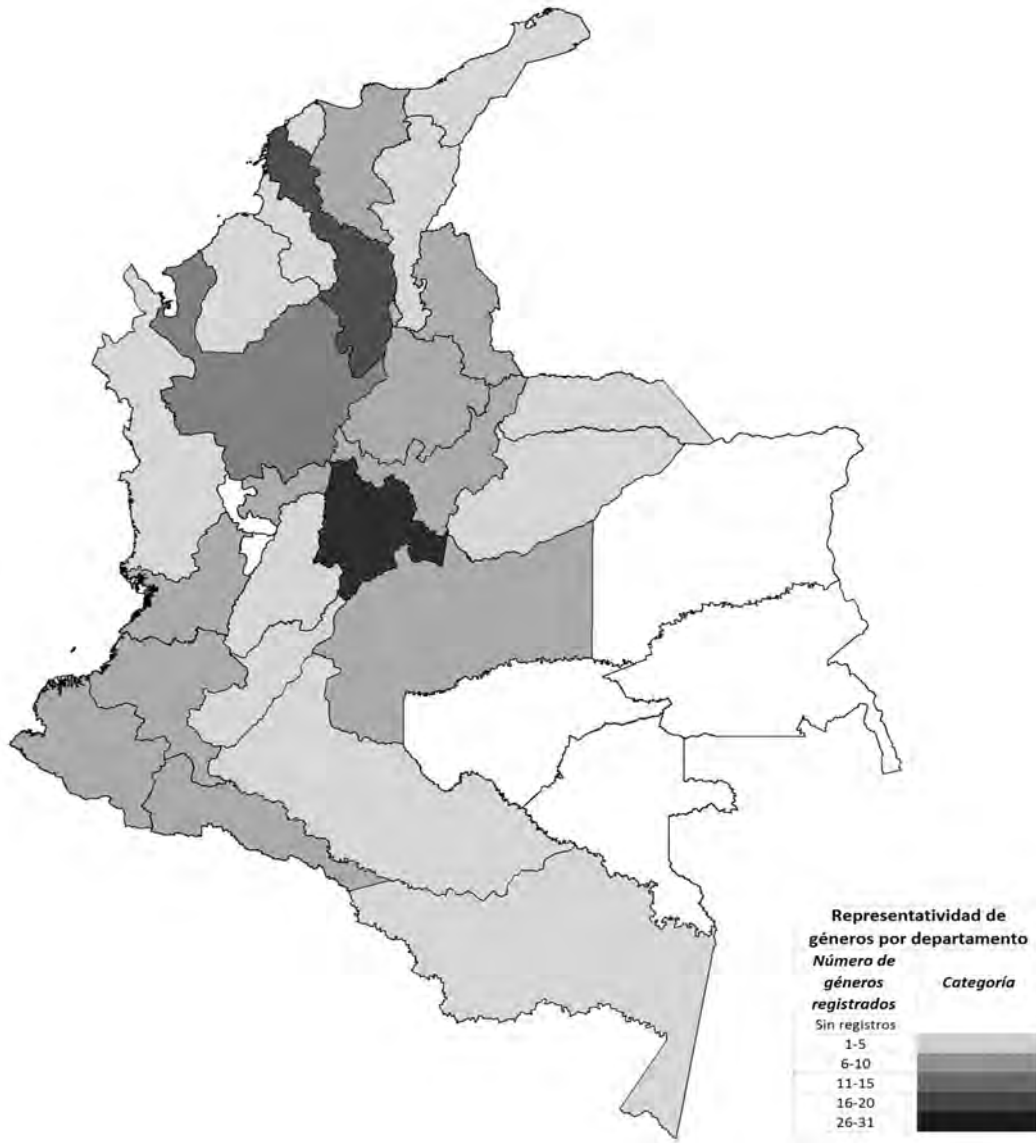 Representatividad de
géneros por departamento
Número de
géneros
registrados
Categoría
Sin registros
1-5
6-10
11-15
16-20
26-31